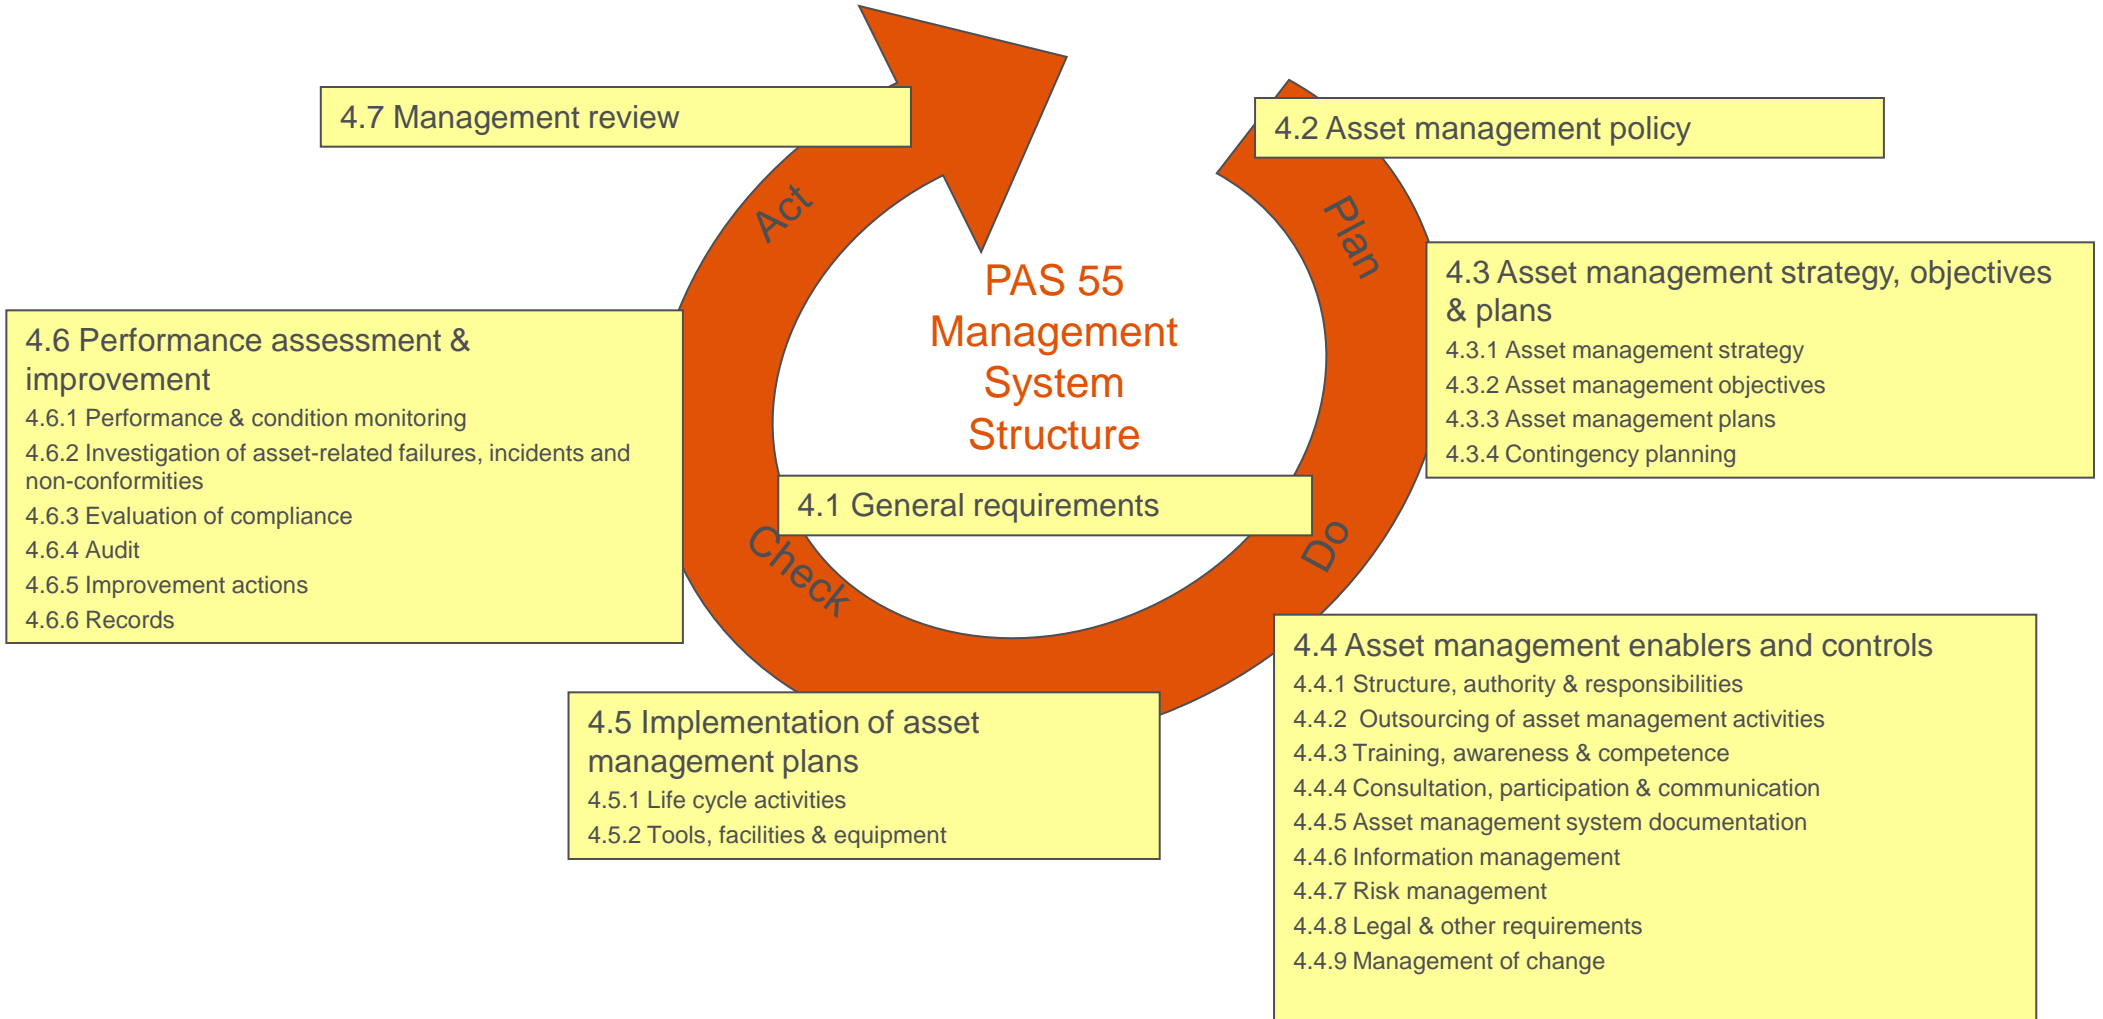 4.7 Management review
4.2 Asset management policy
Act
Plan
PAS 55
Management
System
Structure
4.3 Asset management strategy, objectives
& plans
4.3.1 Asset management strategy
4.3.2 Asset management objectives
4.3.3 Asset management plans
4.3.4 Contingency planning
4.6 Performance assessment &
improvement
4.6.1 Performance & condition monitoring
4.6.2 Investigation of asset-related failures, incidents and
non-conformities
4.6.3 Evaluation of compliance
4.6.4 Audit
4.6.5 Improvement actions
4.6.6 Records
4.1 General requirements
Check
Do
4.4 Asset management enablers and controls
4.4.1 Structure, authority & responsibilities
4.4.2 Outsourcing of asset management activities
4.4.3 Training, awareness & competence
4.4.4 Consultation, participation & communication
4.4.5 Asset management system documentation
4.4.6 Information management
4.4.7 Risk management
4.4.8 Legal & other requirements
4.4.9 Management of change
4.5 Implementation of asset
management plans
4.5.1 Life cycle activities
4.5.2 Tools, facilities & equipment